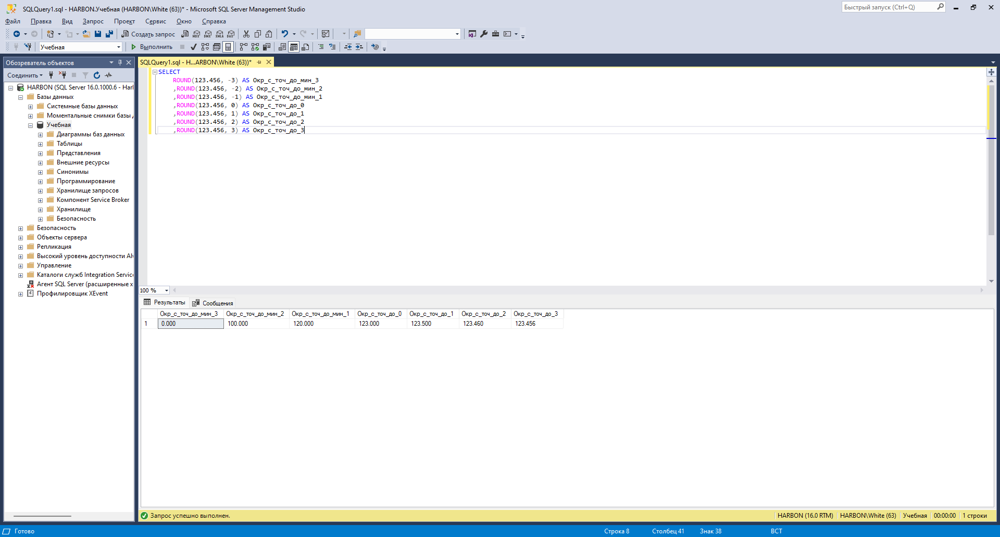 SQLQuery1.sql - HARBON.Учебная (HARBON\White (63))* - Microsoft SQL Server Management Studio
Быстрый запуск (Ctrl+Q)
Файл Правка Вид Запрос Проект Сервис Окно Справка
Создать запрос MDX DMX XMLA DAX
Учебная Выполнить
Обозреватель объектов
SQLQuery1.sql - H...ARBON\White (63))*
Соединить
HARBON (SQL Server 16.0.1000.6 - Harl
Базы данных
Системные базы данных
Моментальные снимки базы
Учебная
Диаграммы баз данных
Таблицы
Представления
Внешние ресурсы
Синонимы
Программирование
Хранилище запросов
Компонент Service Broker
Хранилище
Безопасность
Безопасность
Объекты сервера
Репликация
Высокий уровень доступности Al
Управление
Каталоги служб Integration Servic
Агент SQL Server (расширенные х
Профилировщик XEvent
SELECT
ROUND(123.456, -3) AS Окр_с_точ_до_мин_3
,ROUND(123.456, -2) AS Окр_с_точ_до_мин_2
,ROUND(123.456, -1) AS Окр_с_точ_до_мин_1
,ROUND(123.456, 0) AS Окр_с_точ_до_0
,ROUND(123.456, 1) AS Окр_с_точ_до_1
,ROUND(123.456, 2) AS Окр_с_точ_до_2
,ROUND(123.456, 3) AS Окр_с_точ_до_3
100 %
Результаты Сообщения
Окр_с_точ_до_мин_3 Окр_с_точ_до_мин_2 Окр_с_точ_до_мин_1 Окр_с_точ_до_0 Окр_с_точ_до_1 Окр_с_точ_до_2 Окр_с_точ_до_3
1 0.000 100.000 120.000 123.000 123.500 123.460 123.456
Запрос успешно выполнен. HARBON (16.0 RTM) HARBON\White (63) Учебная 00:00:00 1 строки
Готово Строка 8 Столбец 41 Знак 38 ВСТ